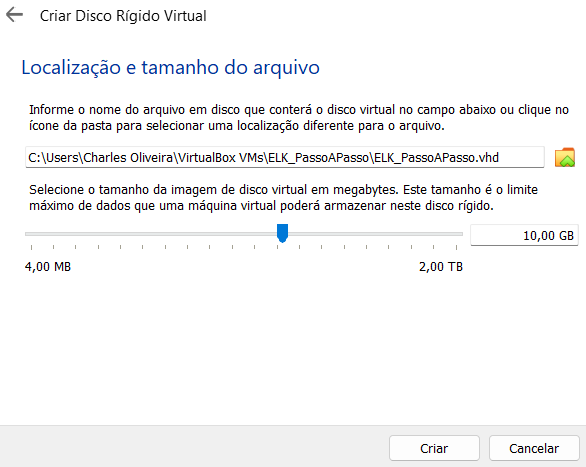 Criar Disco Rígido Virtual
Localização e tamanho do arquivo
Informe o nome do arquivo em disco que conterá o disco virtual no campo abaixo ou clique no
ícone da pasta para selecionar uma localização diferente para o arquivo.
C:\Users\Charles Oliveira\VirtualBox VMs\ELK_PassoAPasso\ELK_PassoAPasso.vhd
Selecione o tamanho da imagem de disco virtual em megabytes. Este tamanho é o limite
máximo de dados que uma máquina virtual poderá armazenar neste disco rígido.
10,00 GB
4,00 MB 2,00 TB
Criar Cancelar